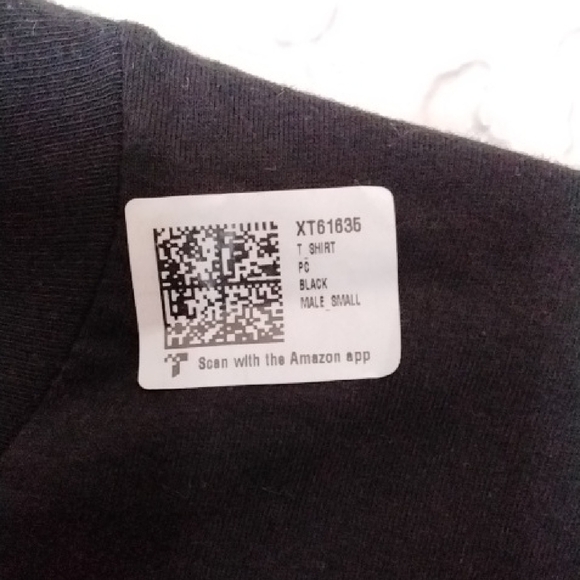 XT61635
T_SHIRT
PC
BLACK
MALE_SMALL
Scan with the Amazon app